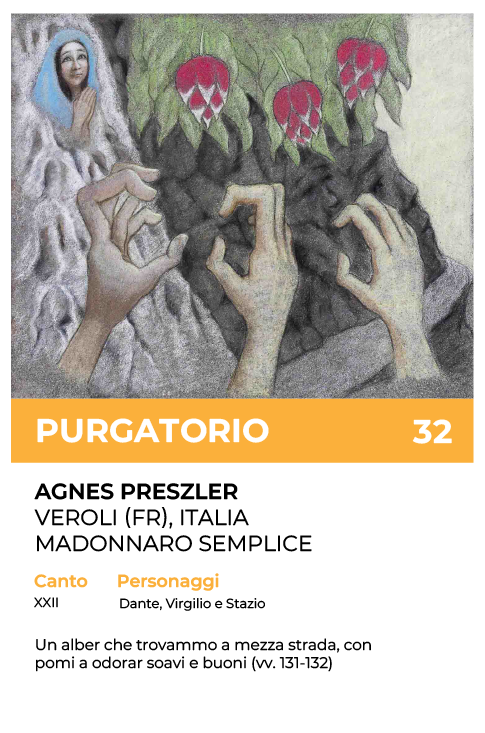 PURGATORIO 32
AGNES PRESZLER
VEROLI (FR), ITALIA
MADONNARO SEMPLICE
Canto Personaggi
XXII Dante, Virgilio e Stazio
Un alber che trovammo a mezza strada, con
pomi a odorar soavi e buoni (vv. 131-132)